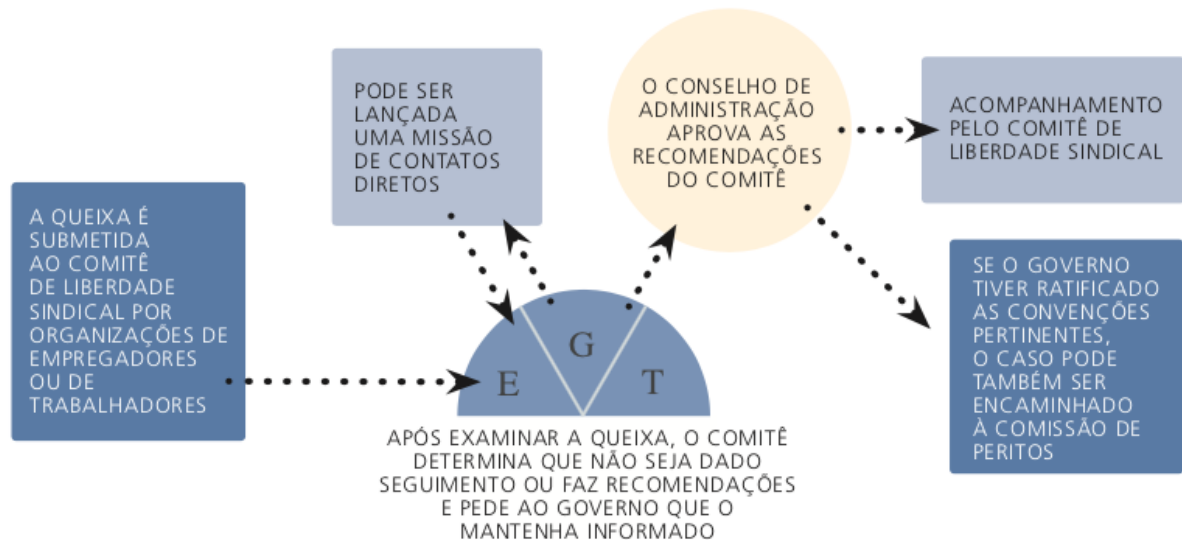 A QUEIXA É
SUBMETIDA
AO COMITÊ
DE LIBERDADE
SINDICAL POR
ORGANIZAÇÕES DE
EMPREGADORES
OU DE
TRABALHADORES
PODE SER
LANÇADA
UMA MISSÃO
DE CONTATOS
DIRETOS
E
G
T
APÓS EXAMINAR A QUEIXA, O COMITÊ
DETERMINA QUE NÃO SEJA DADO
SEGUIMENTO OU FAZ RECOMENDAÇÕES
E PEDE AO GOVERNO QUE O
MANTENHA INFORMADO
O CONSELHO DE
ADMINISTRAÇÃO
APROVA AS
RECOMENDAÇÕES
DO COMITÊ
ACOMPANHAMENTO
PELO COMITÊ DE
LIBERDADE SINDICAL
SE O GOVERNO
TIVER RATIFICADO
AS CONVENÇÕES
PERTINENTES,
O CASO PODE
TAMBÉM SER
ENCAMINHADO
À COMISSÃO DE
PERITOS